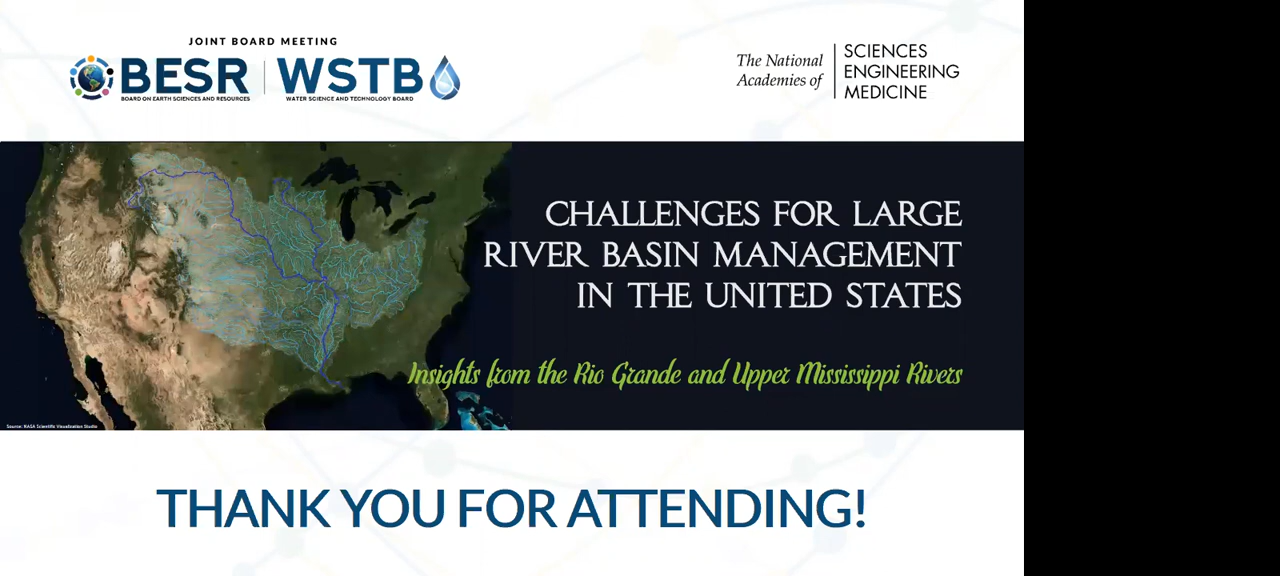 JOINT BOARD MEETING
BESR WSTB
BOARD ON EARTH SCIENCES AND RESOURCES WATER SCIENCE AND TECHNOLOGY BOARD
The National
Academies of
SCIENCES
ENGINEERING
MEDICINE
CHALLENGES FOR LARGE
RIVER BASIN MANAGEMENT
IN THE UNITED STATES
Insights from the Rio Grande and Upper Mississippi Rivers
Source: NASA Scientific Visualization Studio
THANK YOU FOR ATTENDING!